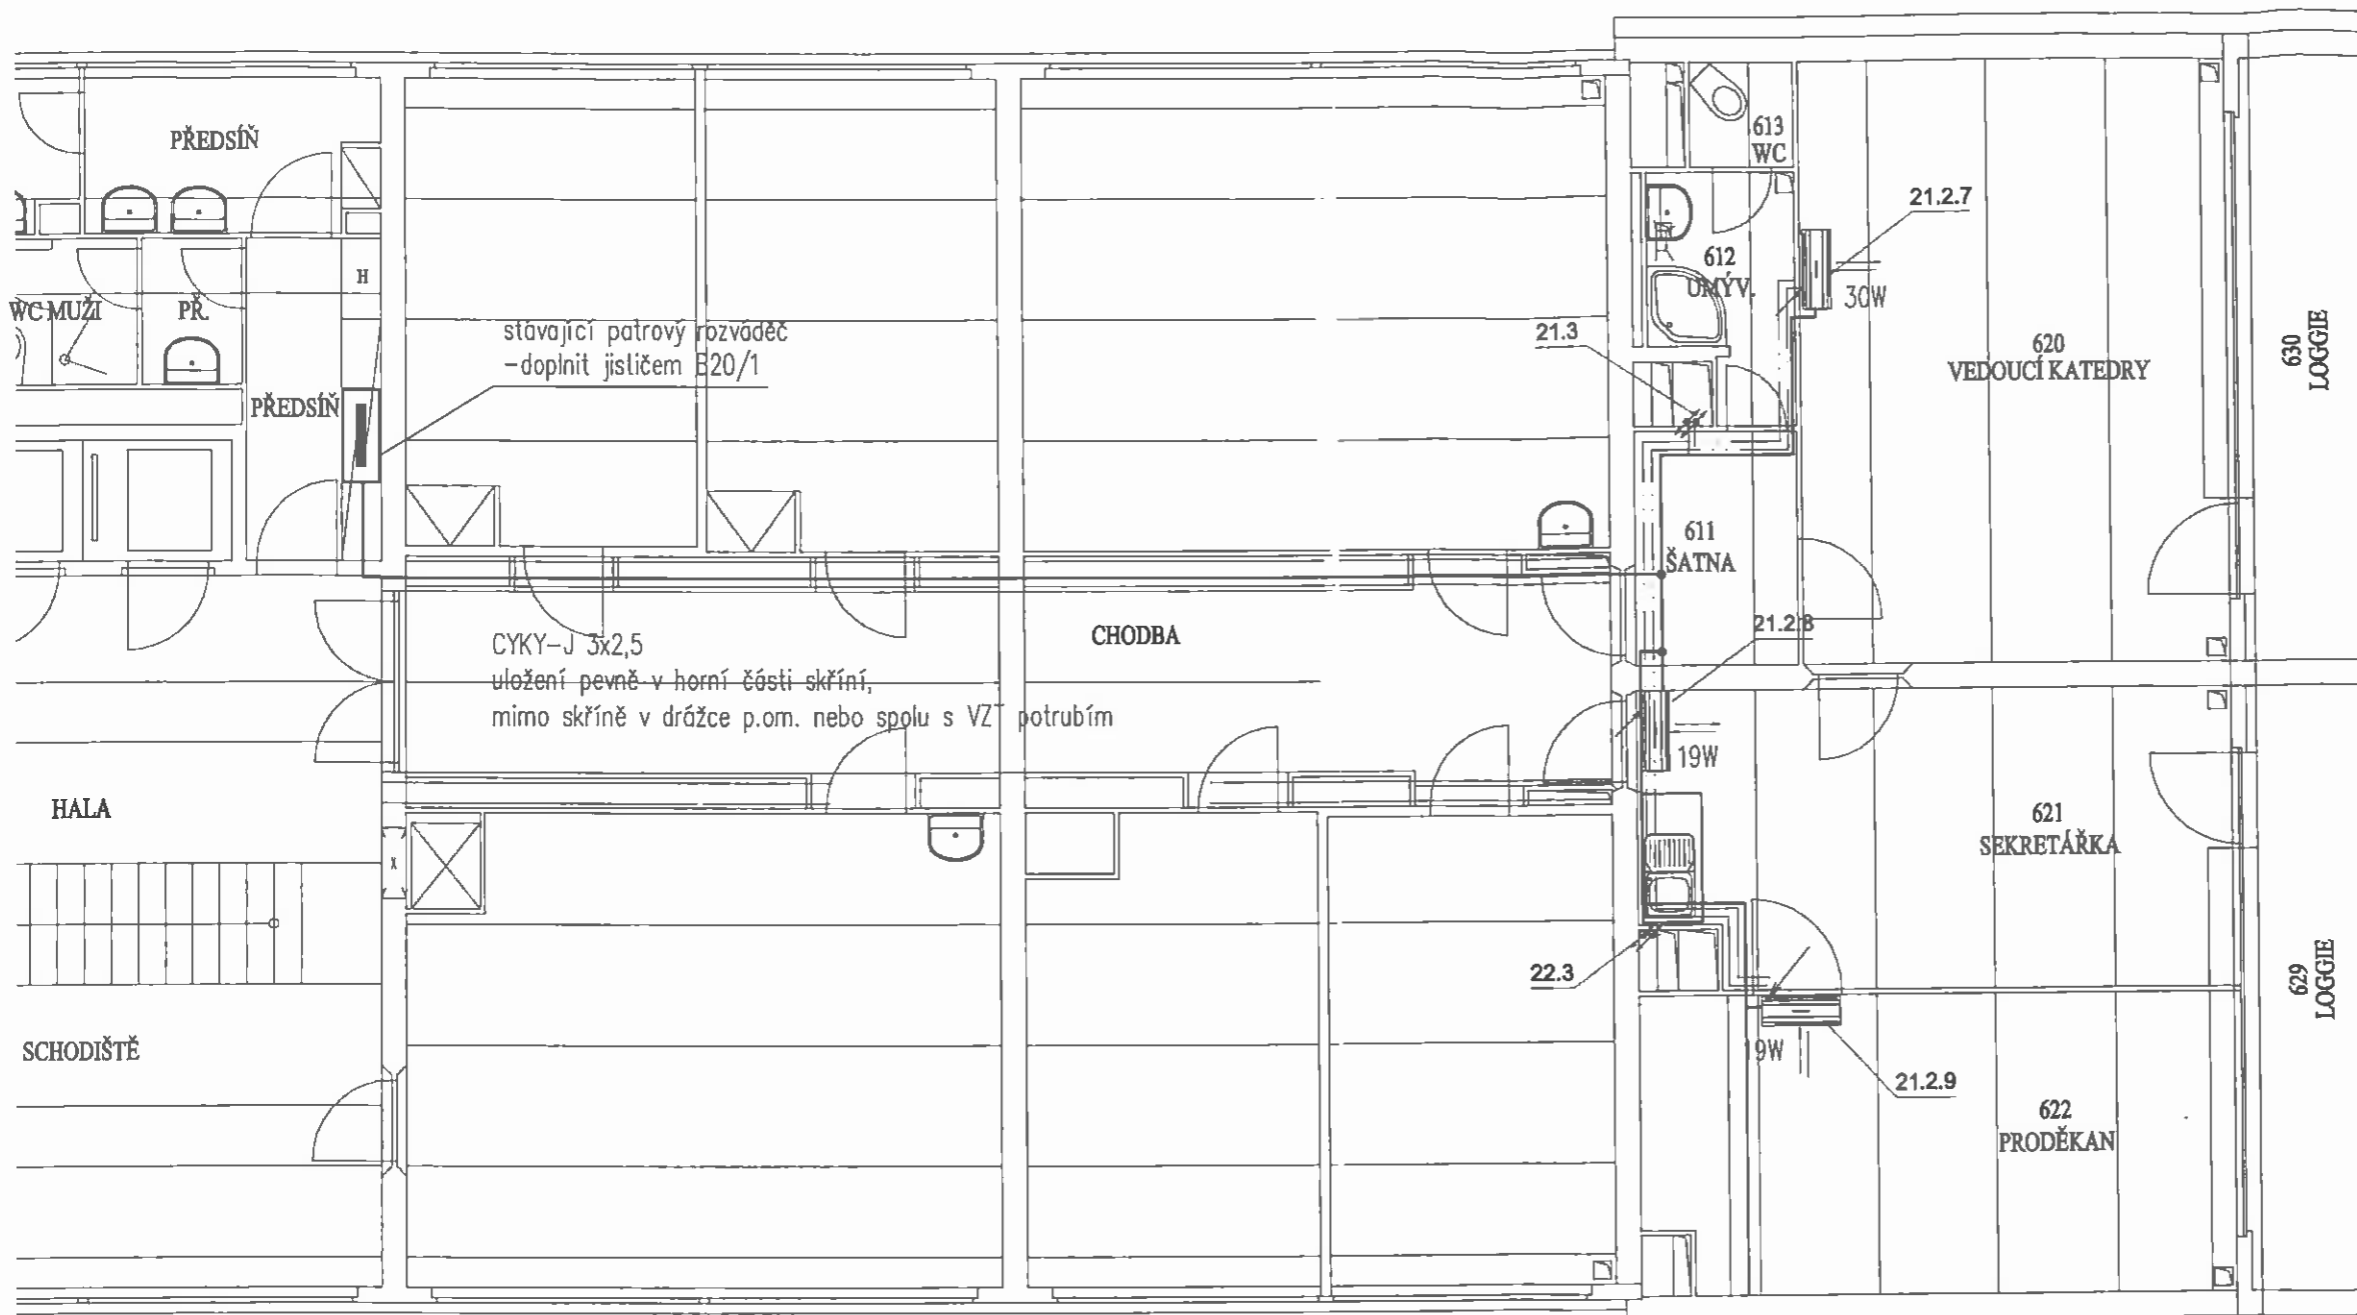 PŘEDSÍŇ
613
WC
21.2.7
H
612
UMÝV.
30W
WC MUŽI
PŘ.
stávající patrový rozváděč
-doplnit jističem B20/1
21.3
620
VEDOUCÍ KATEDRY
630
LOGGIE
PŘEDSÍŇ
611
ŠATNA
CHODBA
21.2.8
CYKY-J 3x2,5
uložení pevně v horní části skříní,
mimo skříně v drážce p.om. nebo spolu s VZT potrubím
19W
HALA
621
SEKRETÁŘKA
X
22.3
629
LOGGIE
SCHODIŠTĚ
19W
21.2.9
622
PRODĚKAN